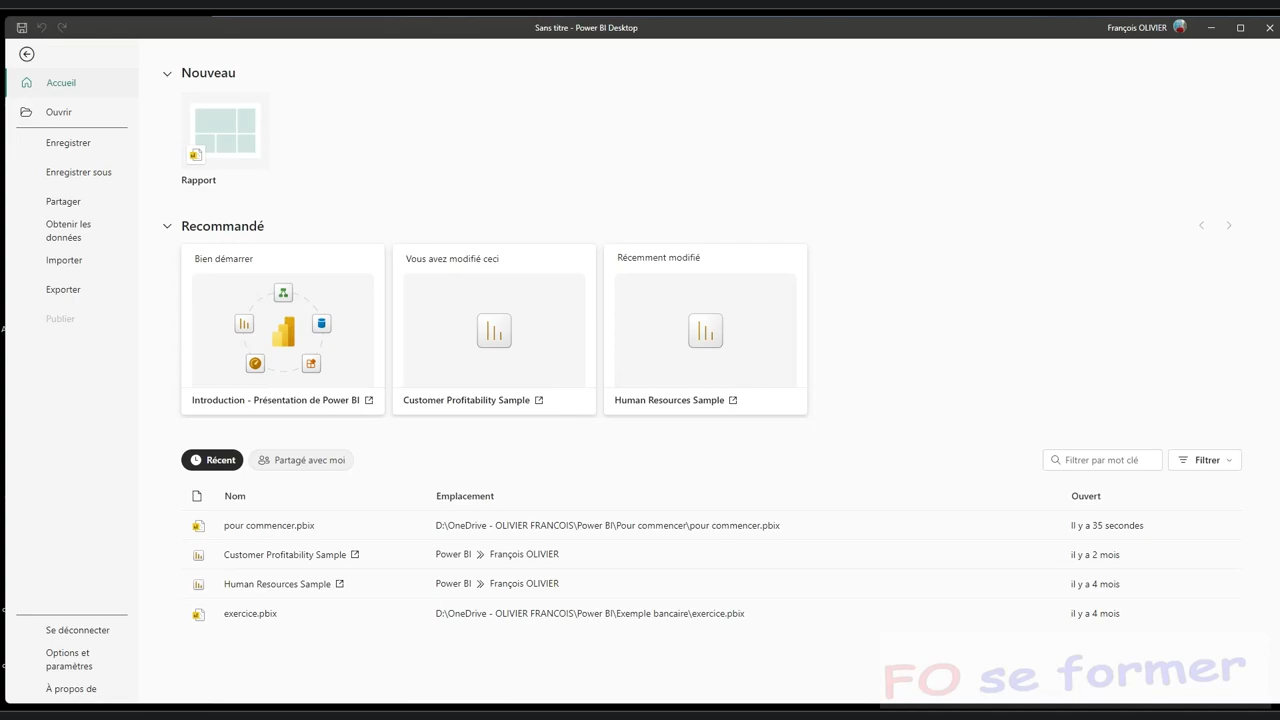 Sans titre - Power BI Desktop
François OLIVIER
Accueil
Ouvrir
Enregistrer
Enregistrer sous
Partager
Obtenir les
données
Importer
Exporter
Publier
Se déconnecter
Options et
paramètres
À propos de
Nouveau
Rapport
Recommandé
Bien démarrer
Introduction - Présentation de Power BI
Vous avez modifié ceci
Customer Profitability Sample
Récemment modifié
Human Resources Sample
Récent Partagé avec moi
Filtrer par mot clé Filtrer
Nom Emplacement Ouvert
pour commencer.pbix D:\OneDrive - OLIVIER FRANCOIS\Power BI\Pour commencer\pour commencer.pbix Il y a 35 secondes
Customer Profitability Sample Power BI François OLIVIER il y a 2 mois
Human Resources Sample Power BI François OLIVIER il y a 4 mois
exercice.pbix D:\OneDrive - OLIVIER FRANCOIS\Power BI\Exemple bancaire\exercice.pbix il y a 4 mois
FO se former